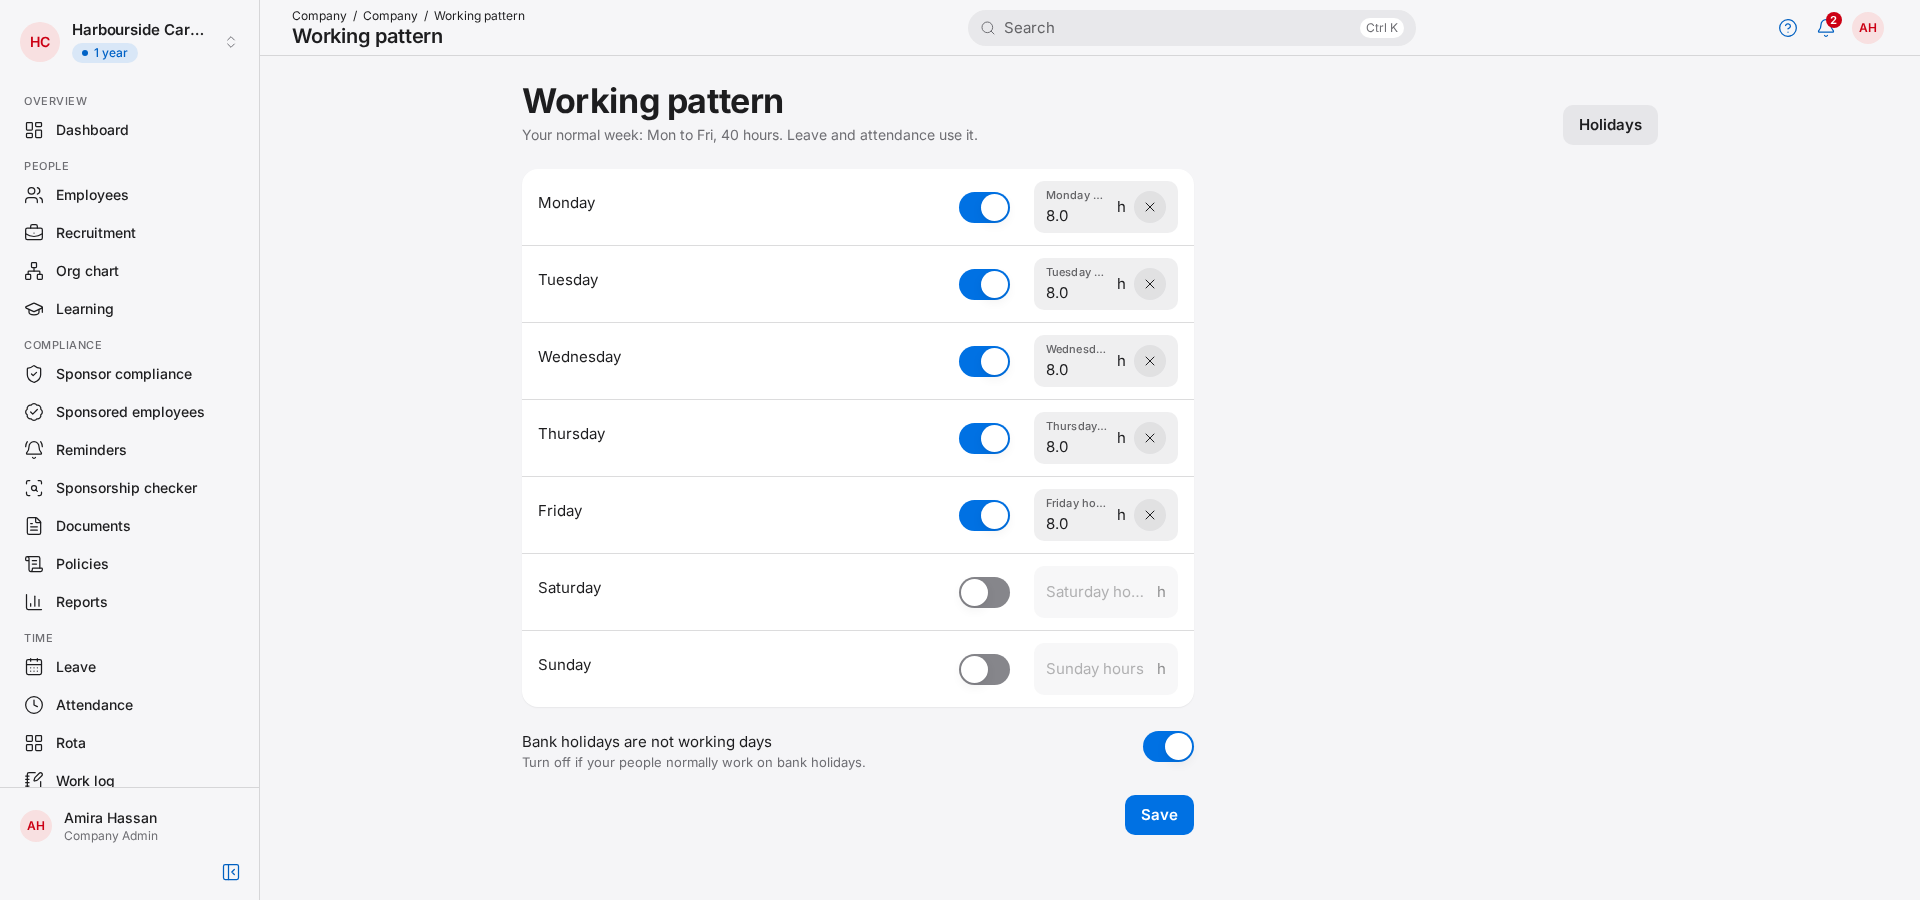 HC
Harbourside Car...
1 year
OVERVIEW
Dashboard
PEOPLE
Employees
Recruitment
Org chart
Learning
COMPLIANCE
Sponsor compliance
Sponsored employees
Reminders
Sponsorship checker
Documents
Policies
Reports
TIME
Leave
Attendance
Rota
Work log
AH
Amira Hassan
Company Admin
Company / Company / Working pattern
Working pattern
Search
Ctrl K
2
AH
Working pattern
Your normal week: Mon to Fri, 40 hours. Leave and attendance use it.
Holidays
Monday
Monday ...
8.0
h
Tuesday
Tuesday ...
8.0
h
Wednesday
Wednesd...
8.0
h
Thursday
Thursday...
8.0
h
Friday
Friday ho...
8.0
h
Saturday
Saturday ho...
h
Sunday
Sunday hours
h
Bank holidays are not working days
Turn off if your people normally work on bank holidays.
Save